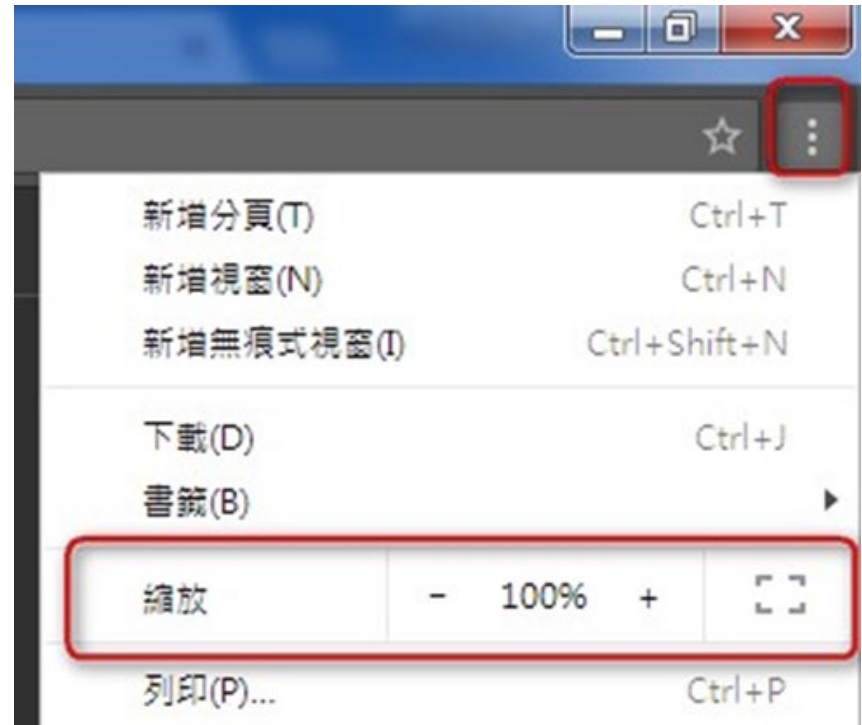 新增分頁(T) Ctrl+T
新增視窗(N) Ctrl+N
新增無痕式視窗(I) Ctrl+Shift+N
下載(D) Ctrl+J
書籤(B)
縮放 - 100% +
列印(P)... Ctrl+P